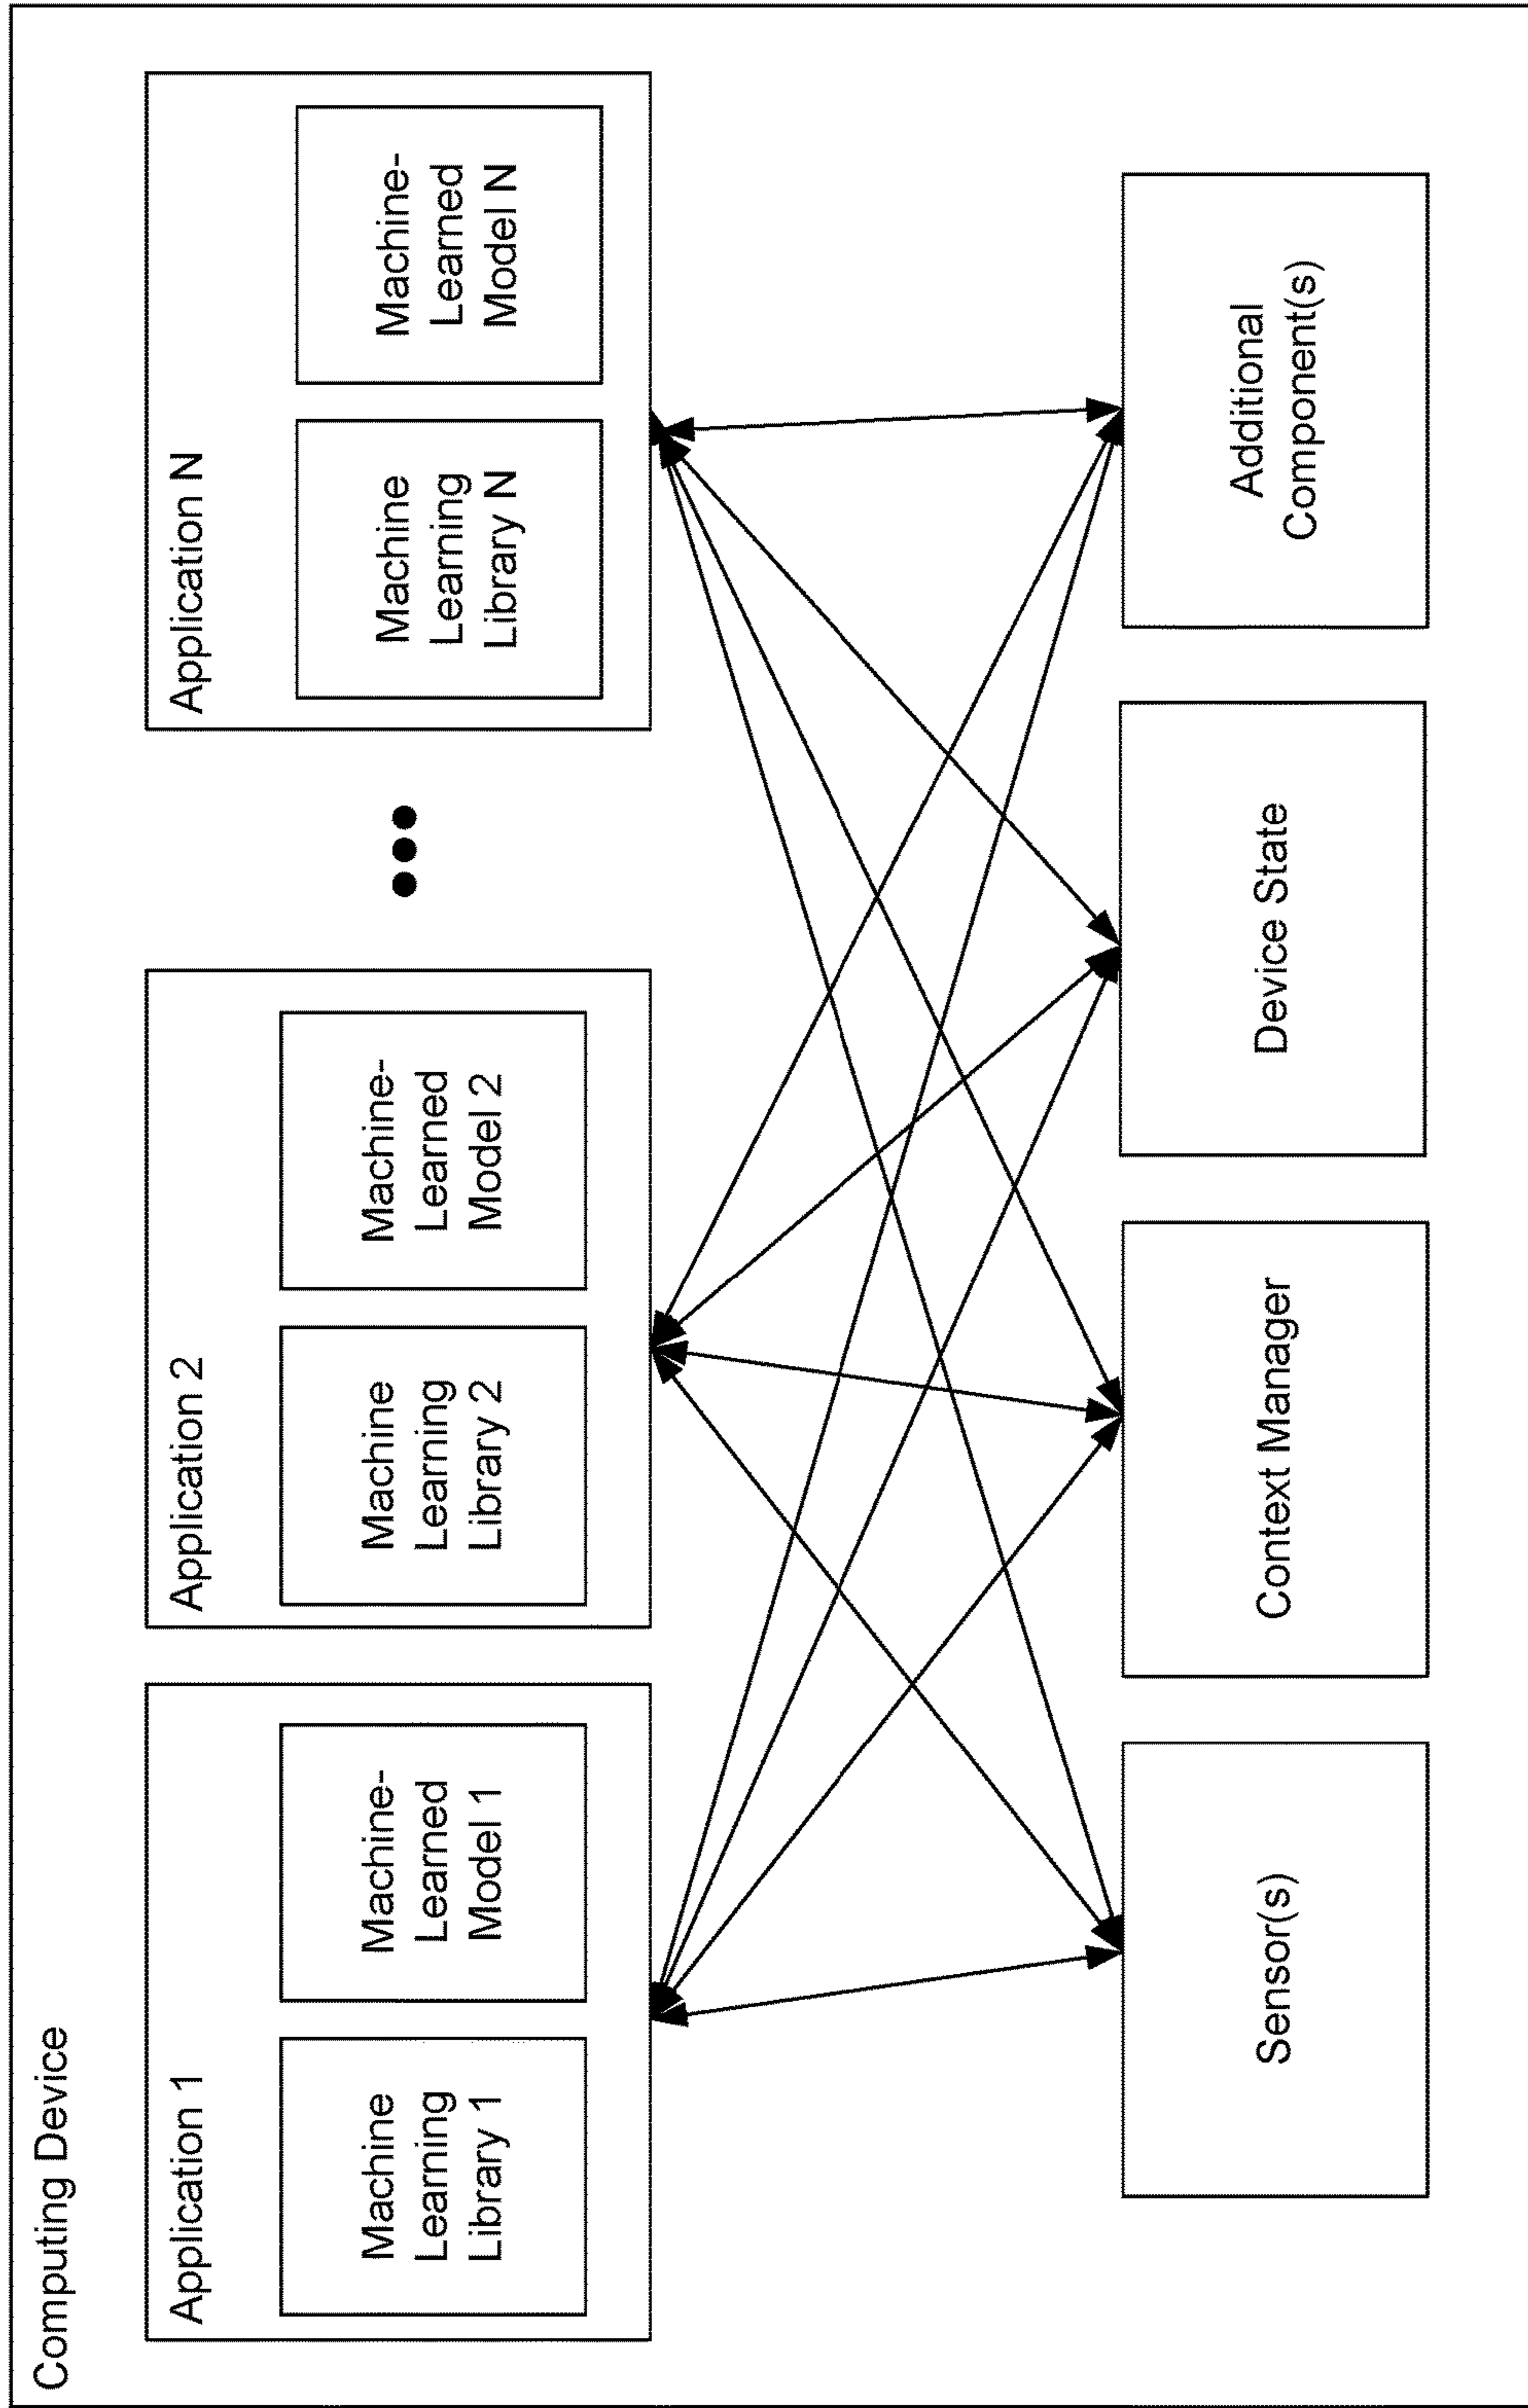 Computing Device
Application 1
Machine
Learning
Library 1
Machine-
Learned
Model 1
Application 2
Machine
Learning
Library 2
Machine-
Learned
Model 2
Application N
Machine
Learning
Library N
Machine-
Learned
Model N
Sensor(s)
Context Manager
Device State
Additional
Component(s)